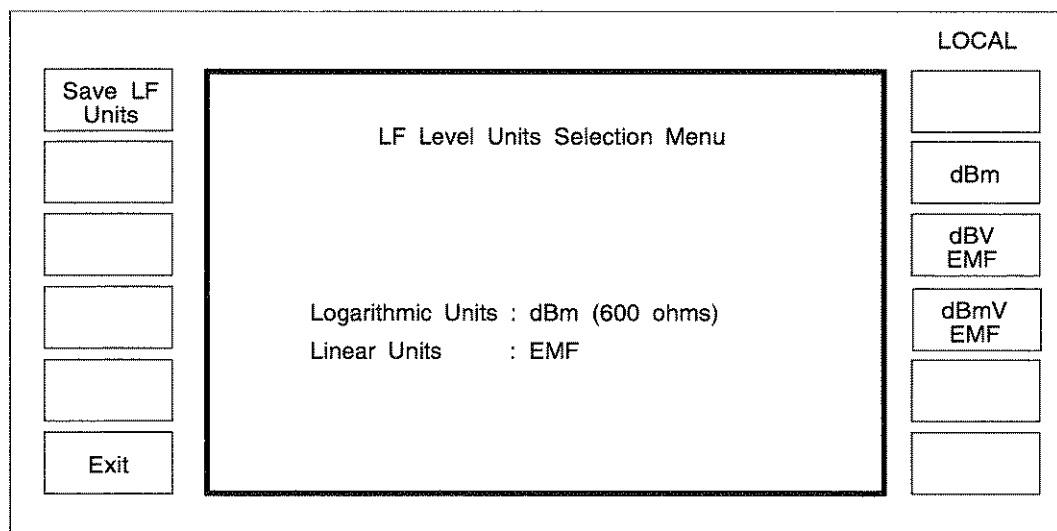 LOCAL
Save LF
Units
LF Level Units Selection Menu
dBm
dBV
EMF
Logarithmic Units : dBm (600 ohms)
dBmV
EMF
Linear Units : EMF
Exit